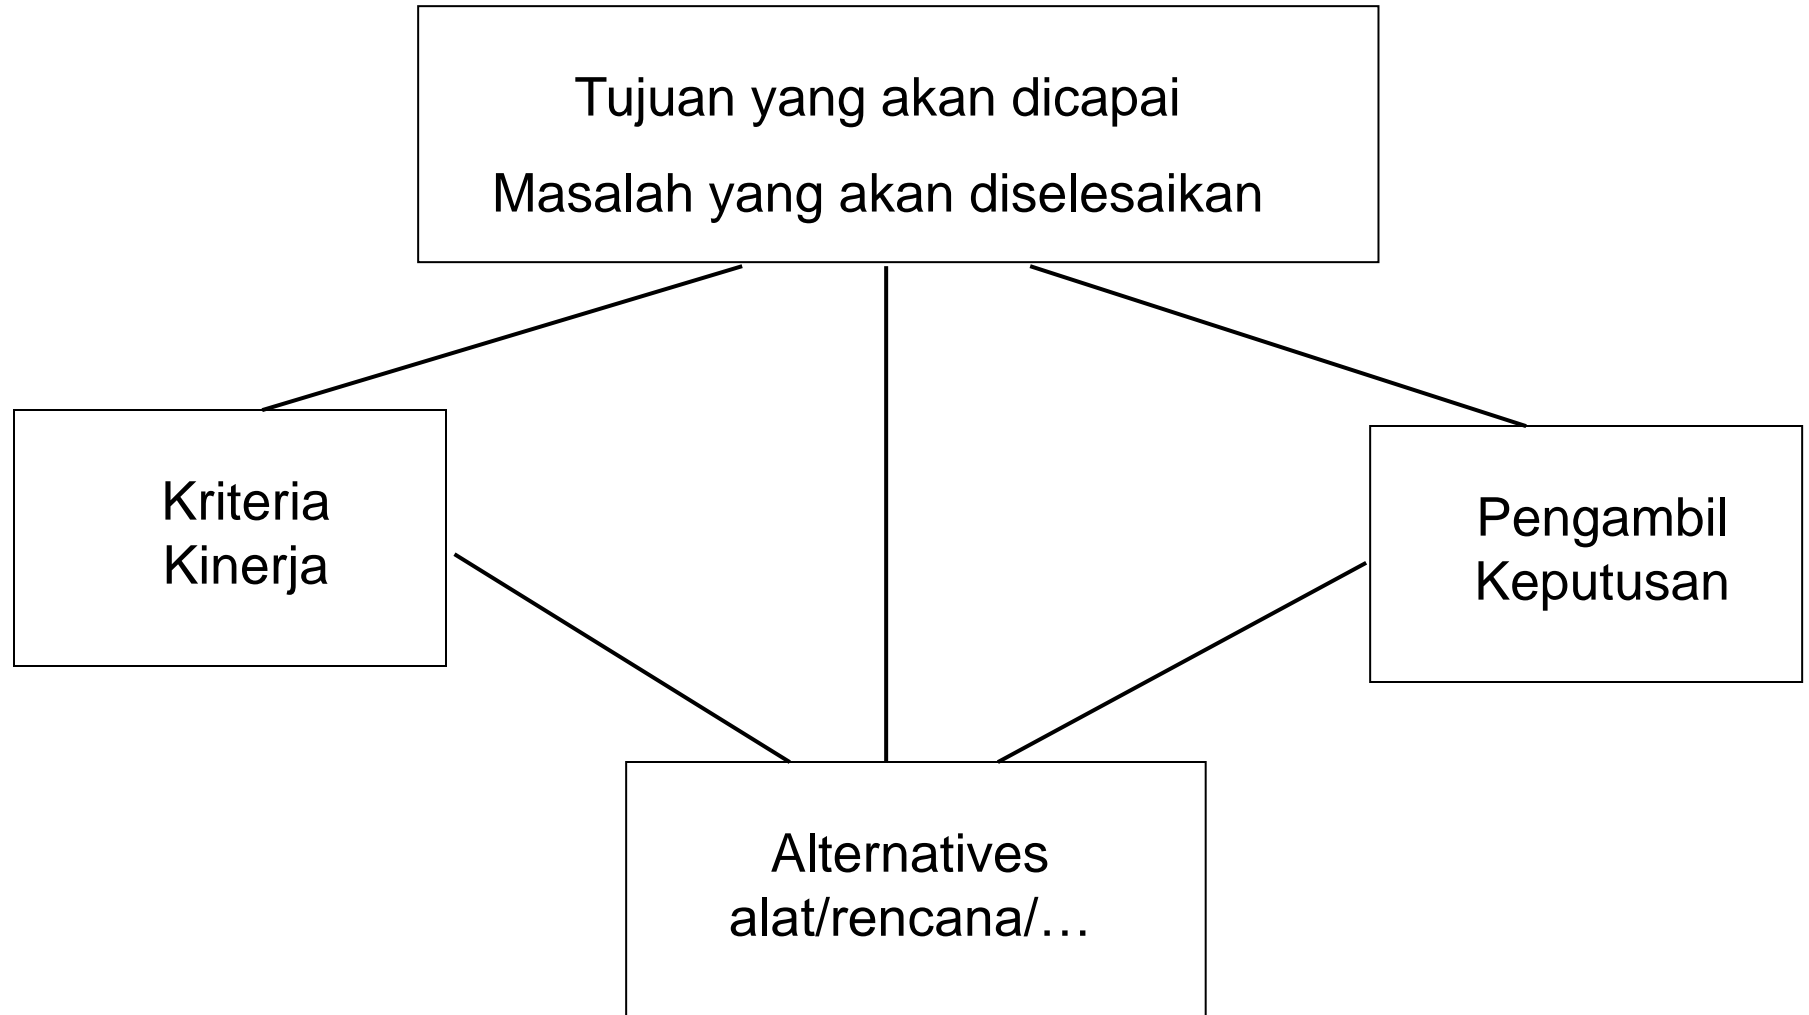 Tujuan yang akan dicapai
Masalah yang akan diselesaikan
Kriteria
Kinerja
Pengambil
Keputusan
Alternatives
alat/rencana/…